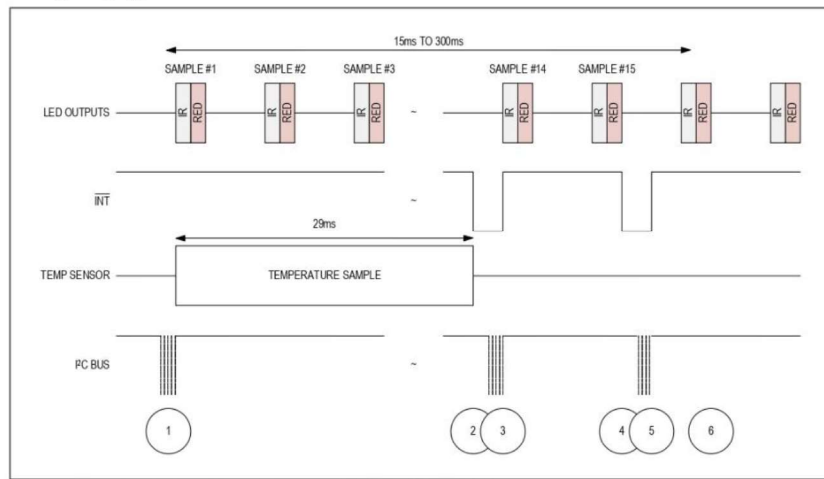 15ms TO 300ms
SAMPLE #1 SAMPLE #2 SAMPLE #3 SAMPLE #14 SAMPLE #15
LED OUTPUTS IR RED IR RED IR RED ~ IR RED IR RED IR RED IR RED
INT ~
29ms
TEMP SENSOR TEMPERATURE SAMPLE
I²C BUS ~
1 2 3 4 5 6